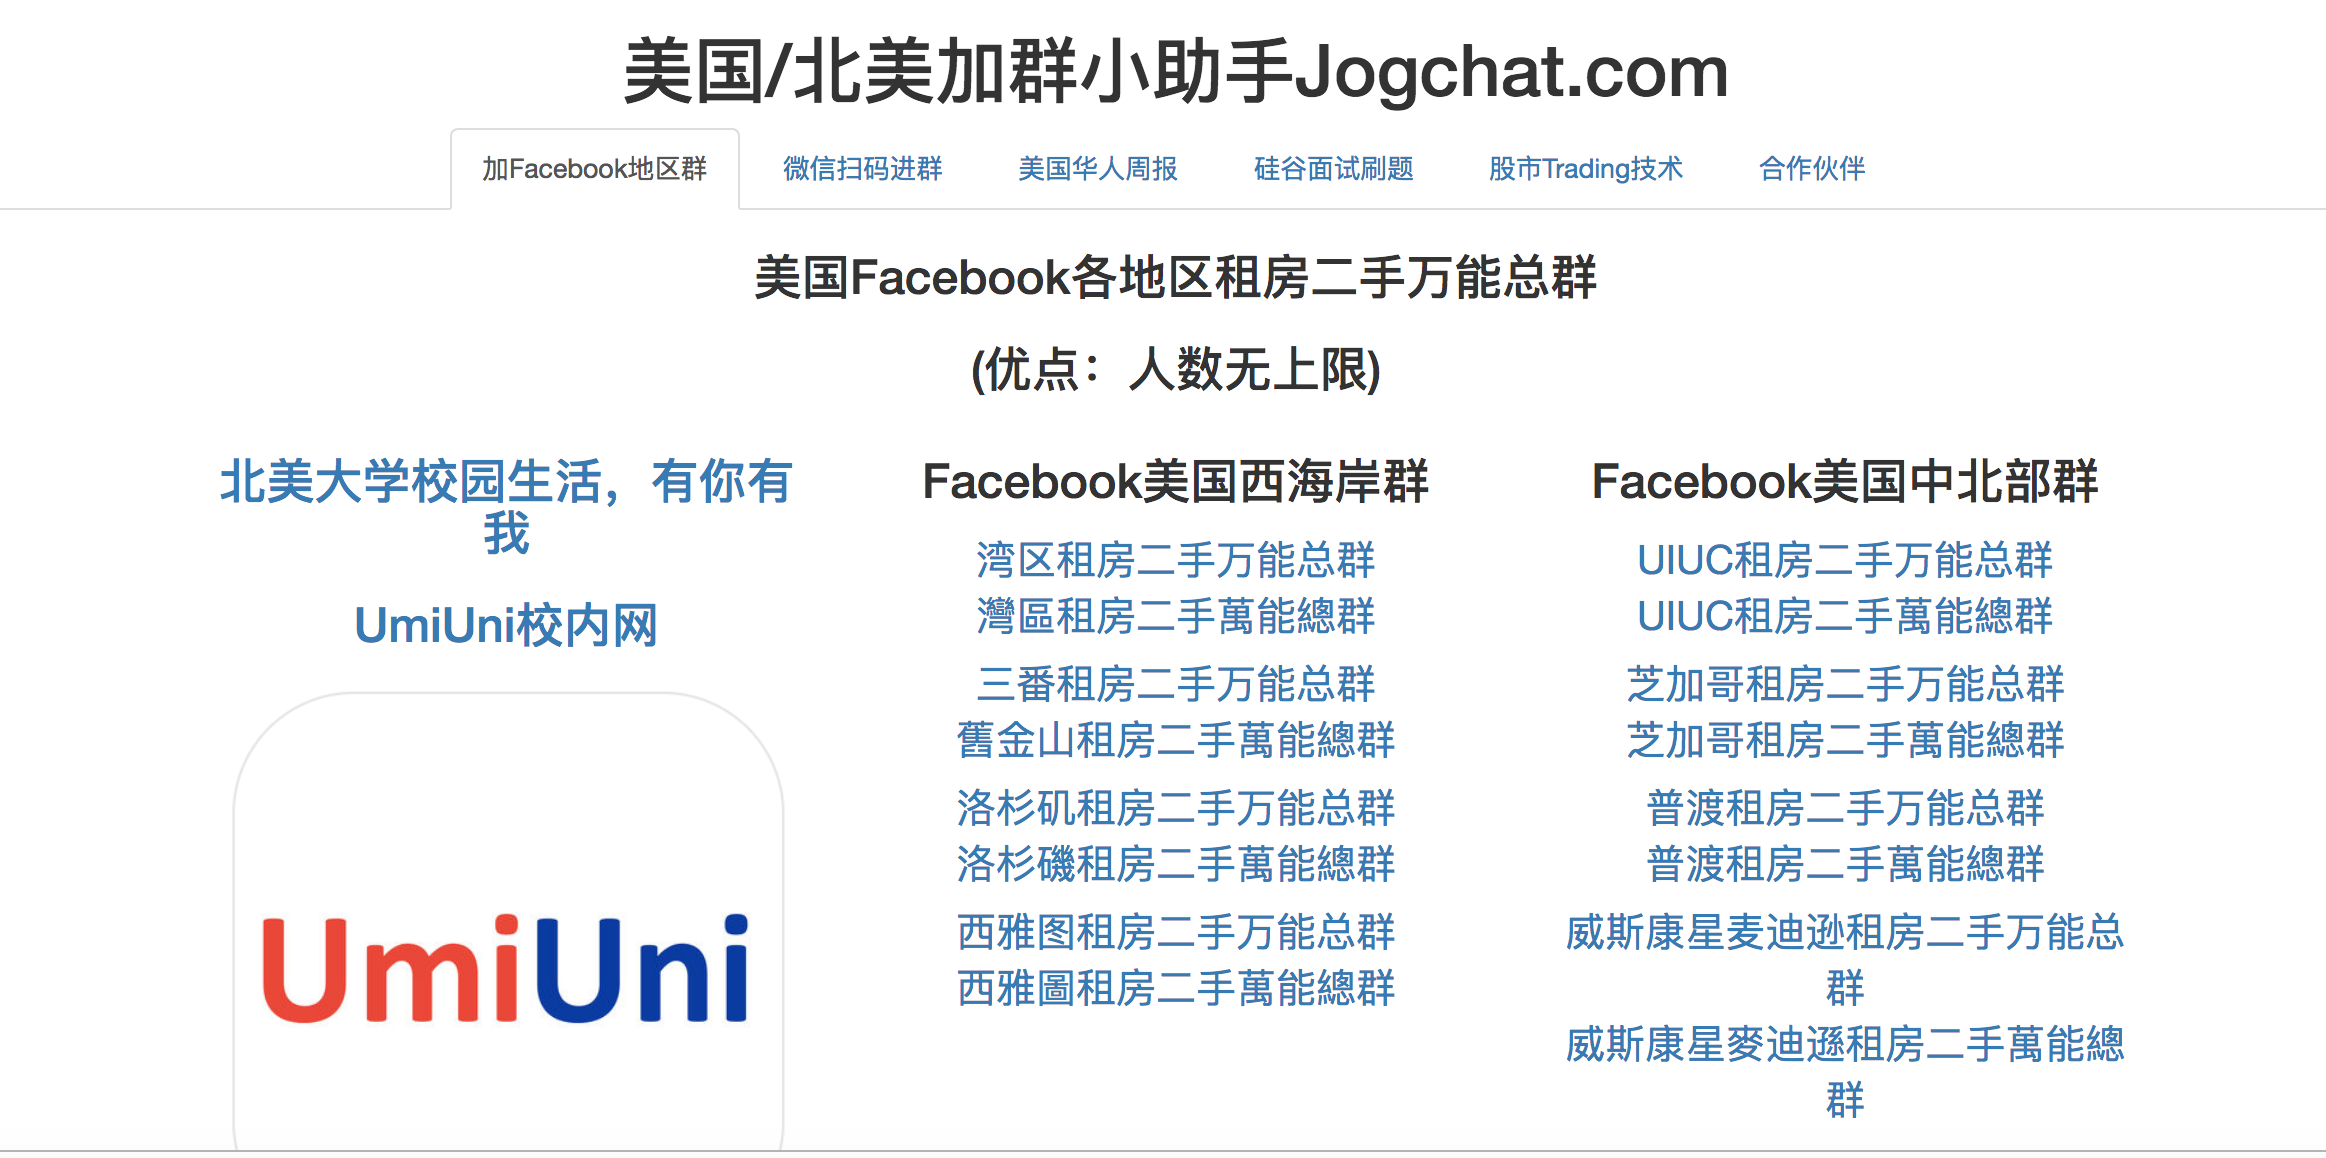 美国/北美加群小助手Jogchat.com
加Facebook地区群 微信扫码进群 美国华人周报 硅谷面试刷题 股市Trading技术 合作伙伴
美国Facebook各地区租房二手万能总群
(优点：人数无上限)
北美大学校园生活，有你有
我
UmiUni校内网
UmiUni
Facebook美国西海岸群
湾区租房二手万能总群
灣區租房二手萬能總群
三番租房二手万能总群
舊金山租房二手萬能總群
洛杉矶租房二手万能总群
洛杉磯租房二手萬能總群
西雅图租房二手万能总群
西雅圖租房二手萬能總群
Facebook美国中北部群
UIUC租房二手万能总群
UIUC租房二手萬能總群
芝加哥租房二手万能总群
芝加哥租房二手萬能總群
普渡租房二手万能总群
普渡租房二手萬能總群
威斯康星麦迪逊租房二手万能总
群
威斯康星麥迪遜租房二手萬能總
群